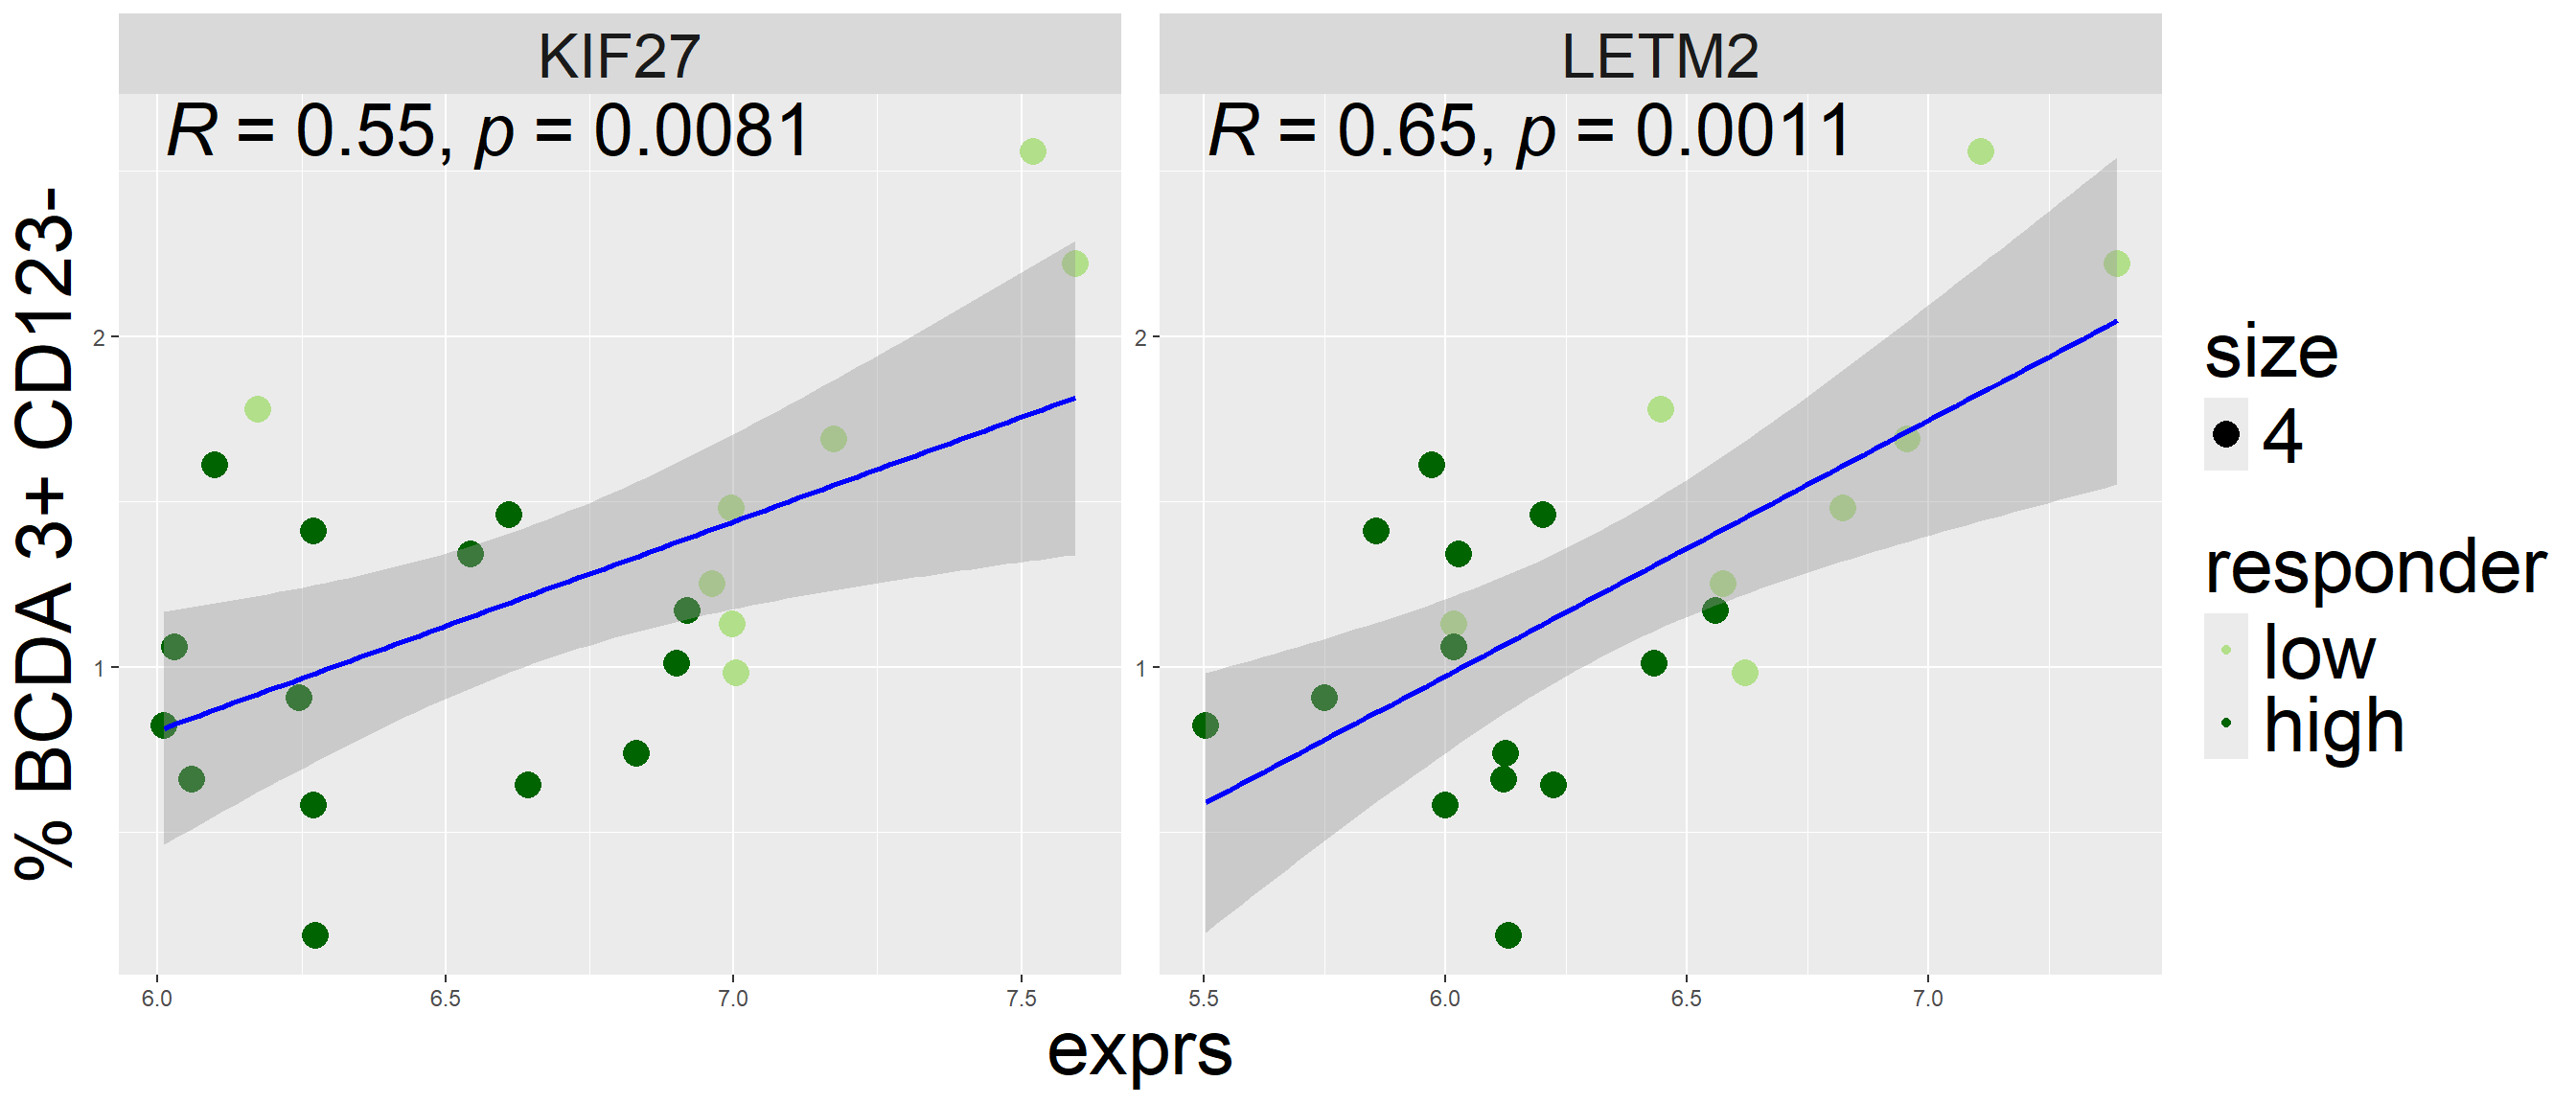 KIF27
LETM2
R = 0.55, p = 0.0081
R = 0.65, p = 0.0011
% BCDA 3+ CD123-
2
1
2
1
6.0 6.5 7.0 7.5
5.5 6.0 6.5 7.0
exprs
size
4
responder
low
high